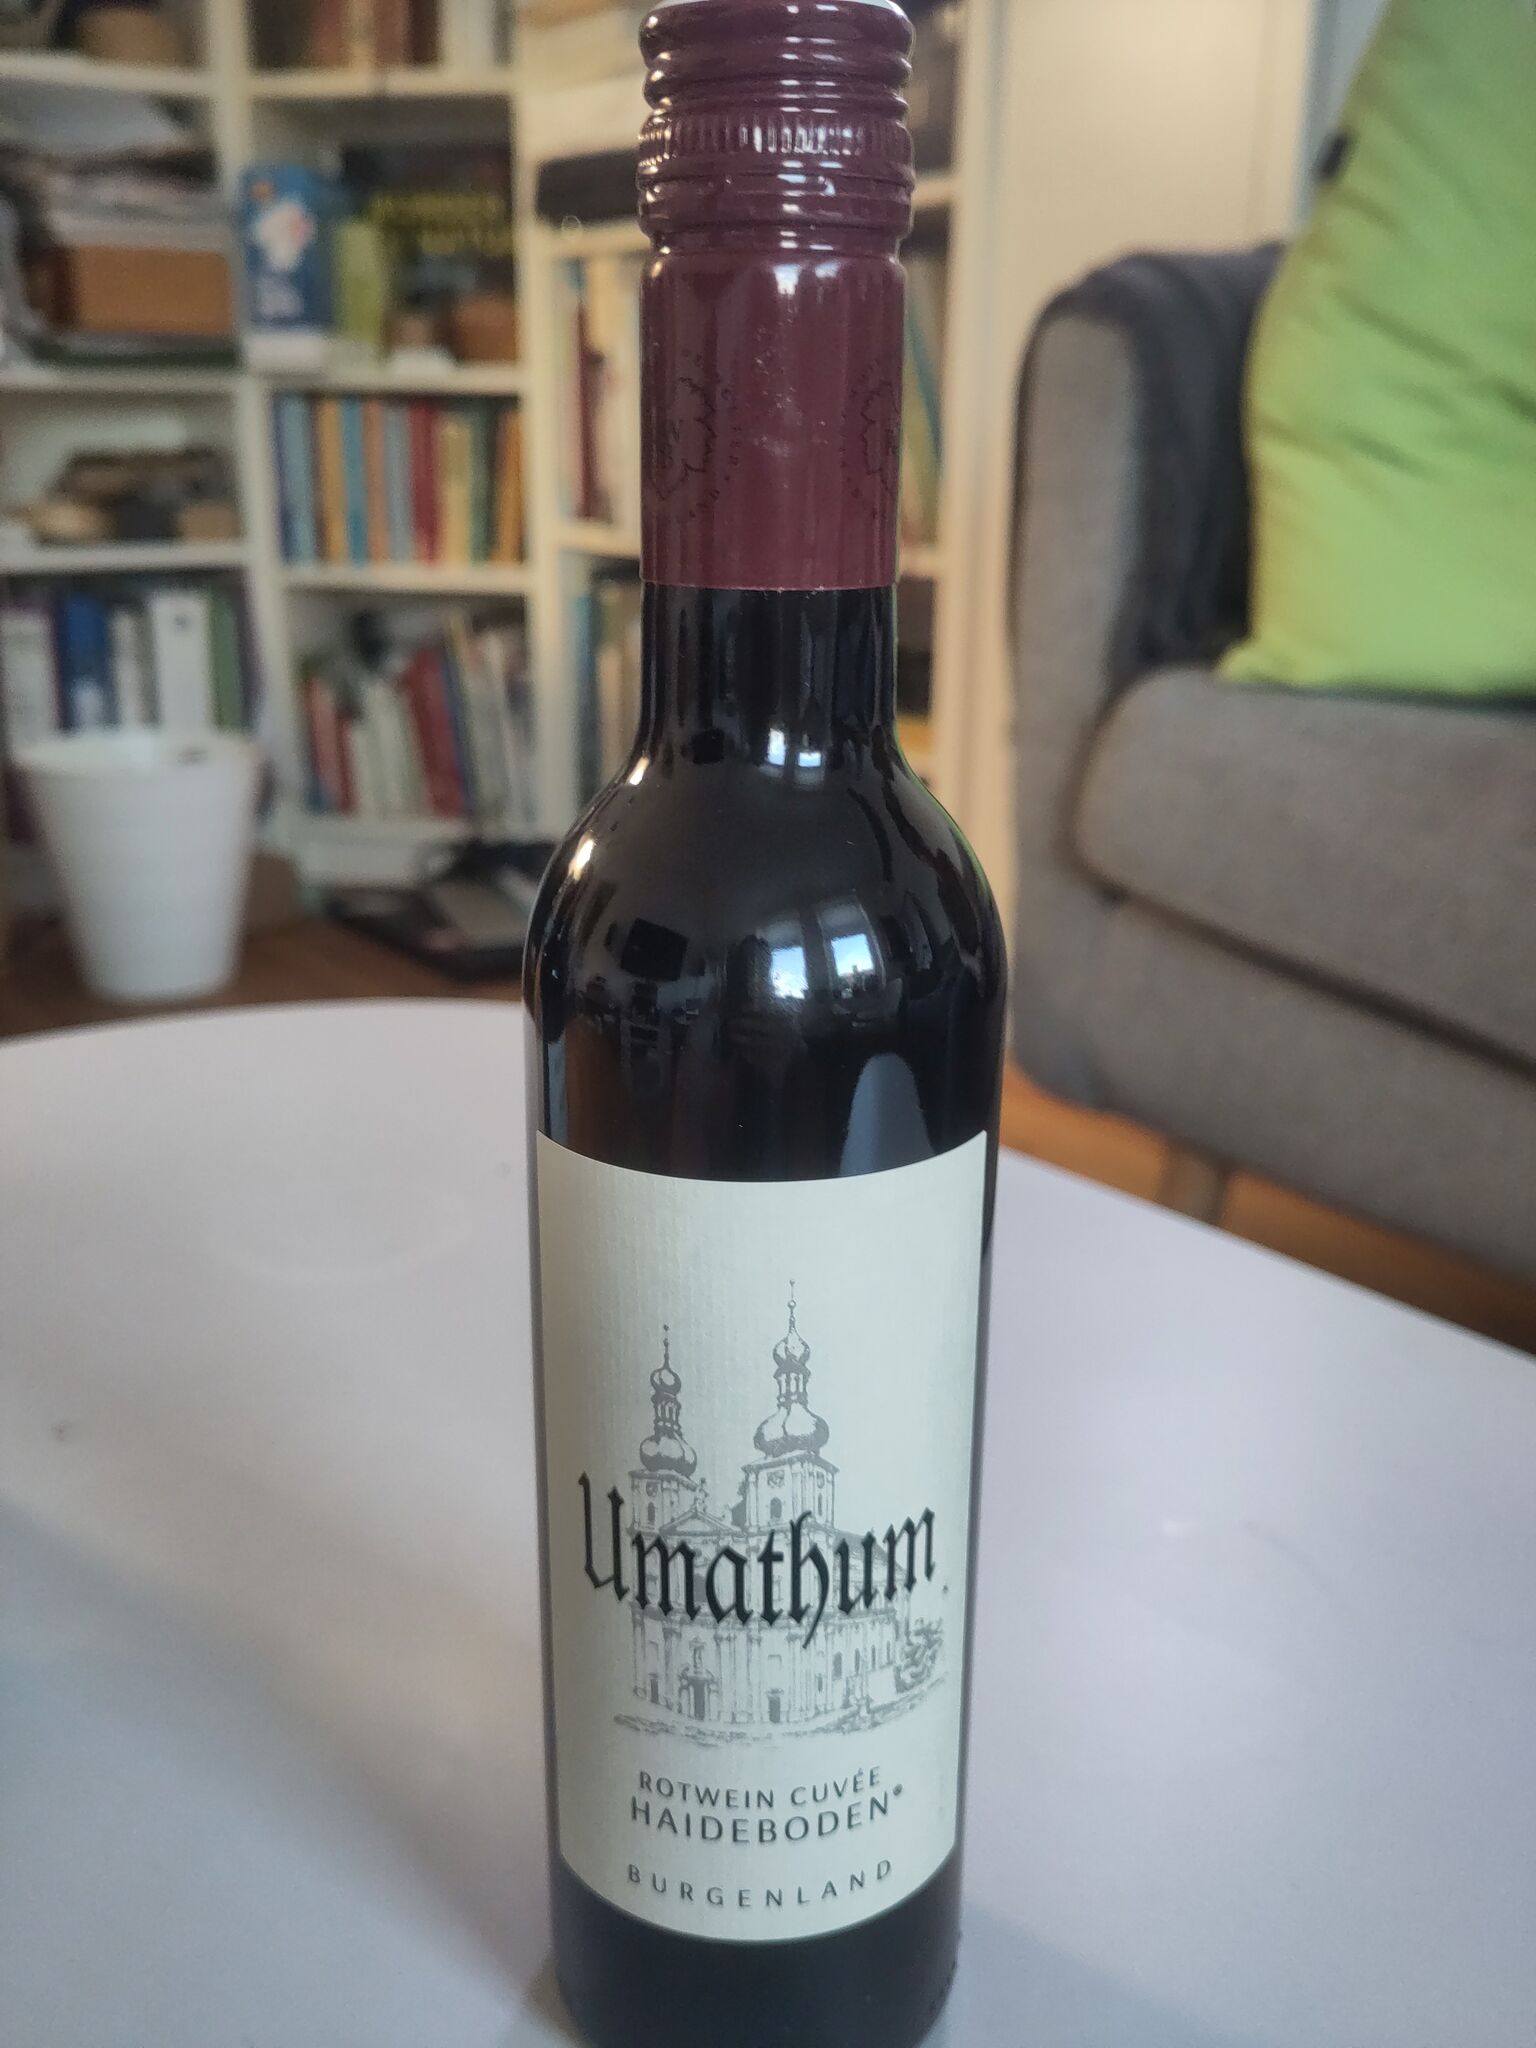 Umathum
ROTWEIN CUVÉE
HAIDEBODEN®
BURGENLAND